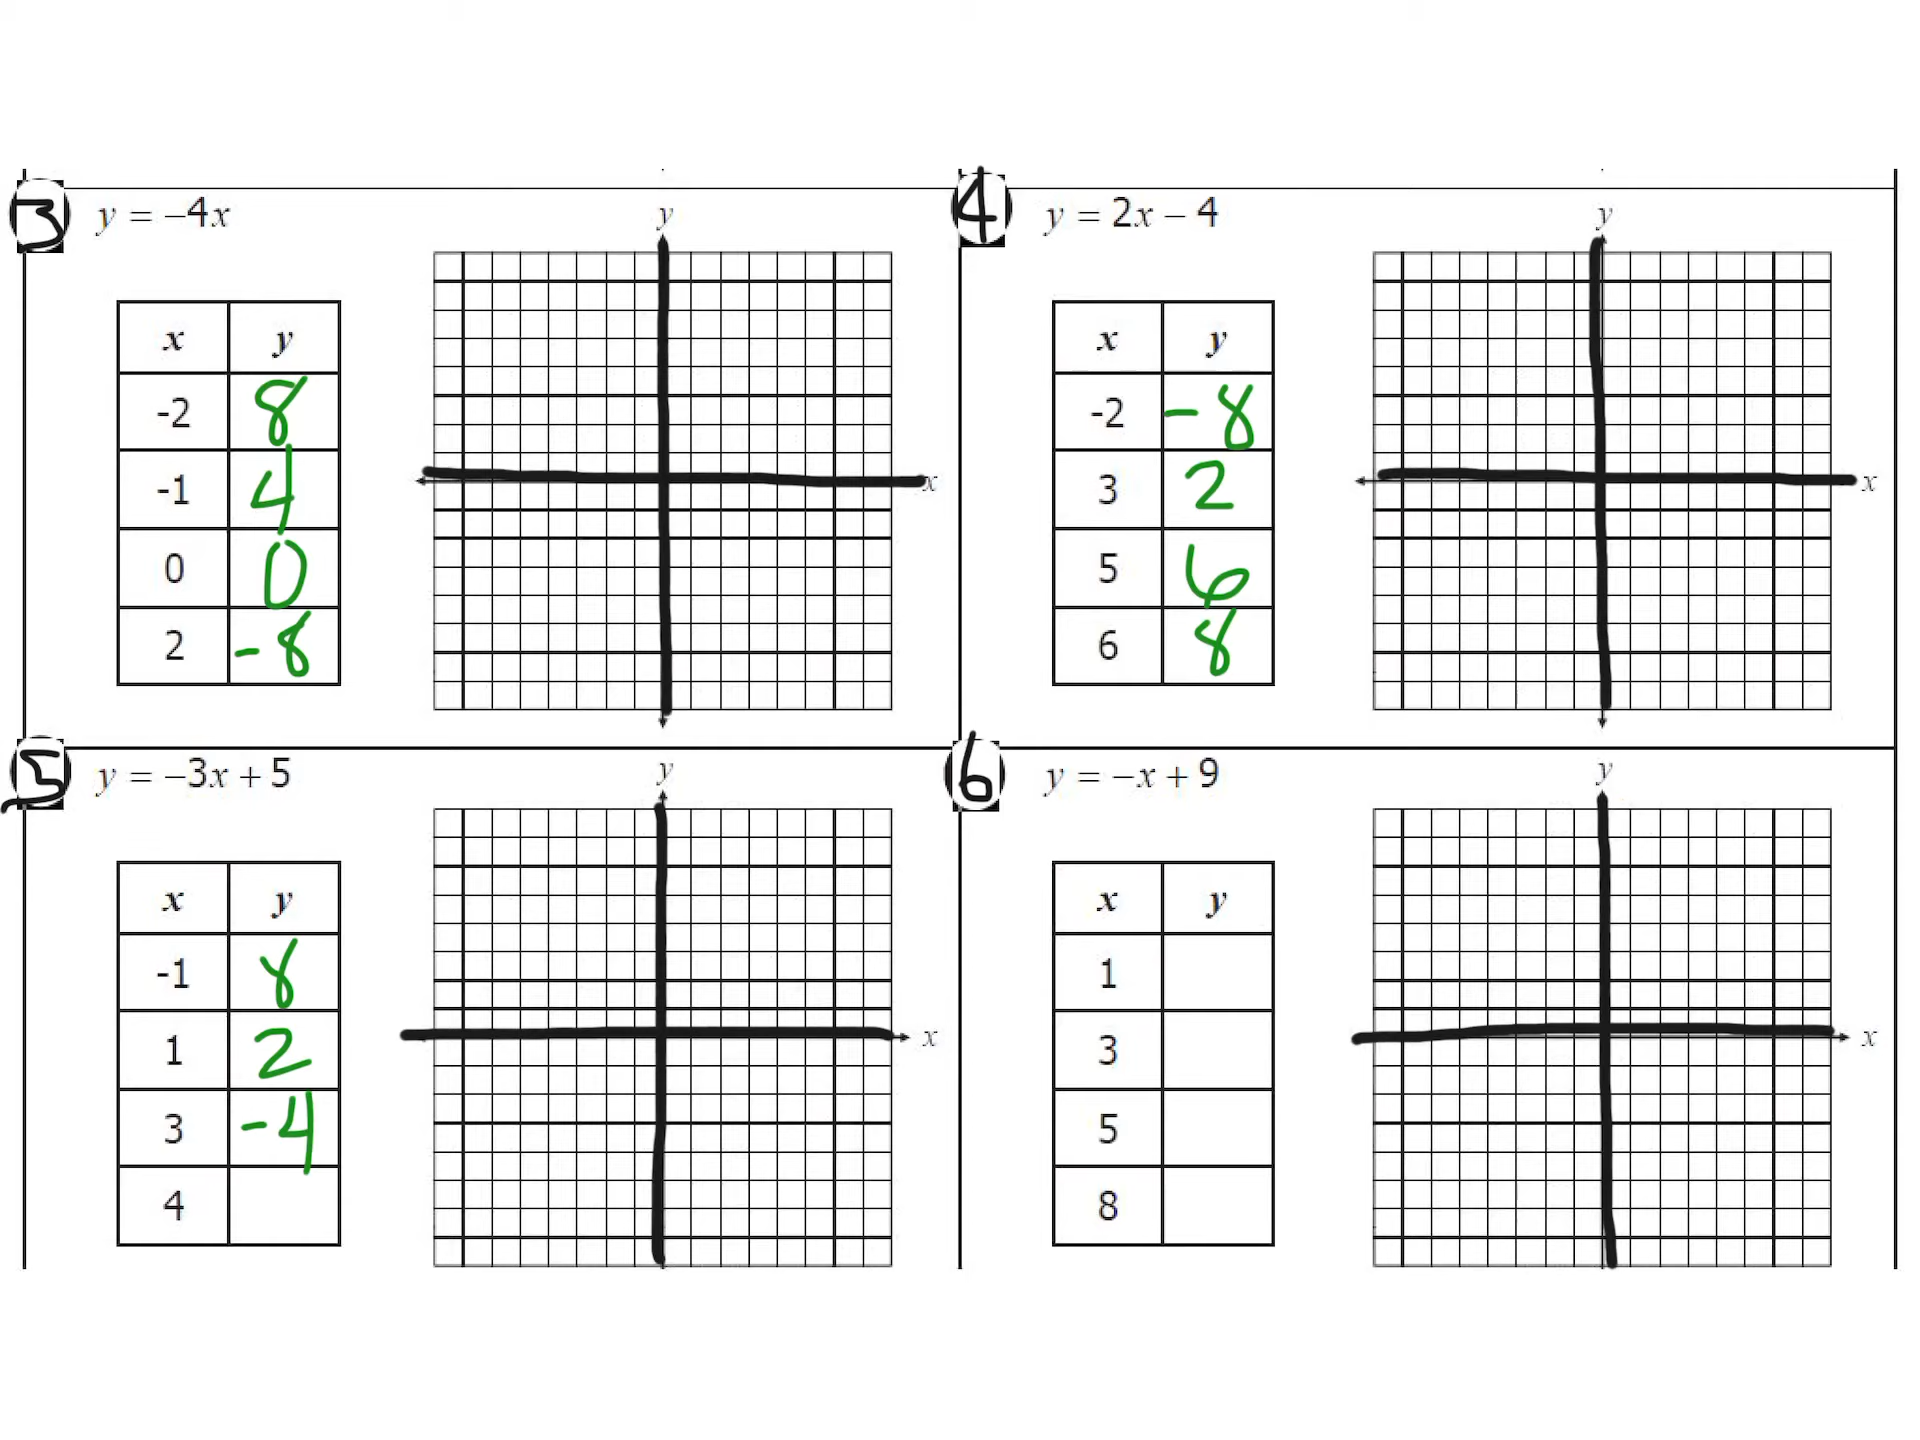 3 y = −4x
x y
-2 8
-1 4
0 0
2 -8
y
x
4 y = 2x − 4
x y
-2 -8
3 2
5 6
6 8
y
x
5 y = −3x + 5
x y
-1 8
1 2
3 -4
4
y
x
6 y = −x + 9
x y
1
3
5
8
y
x